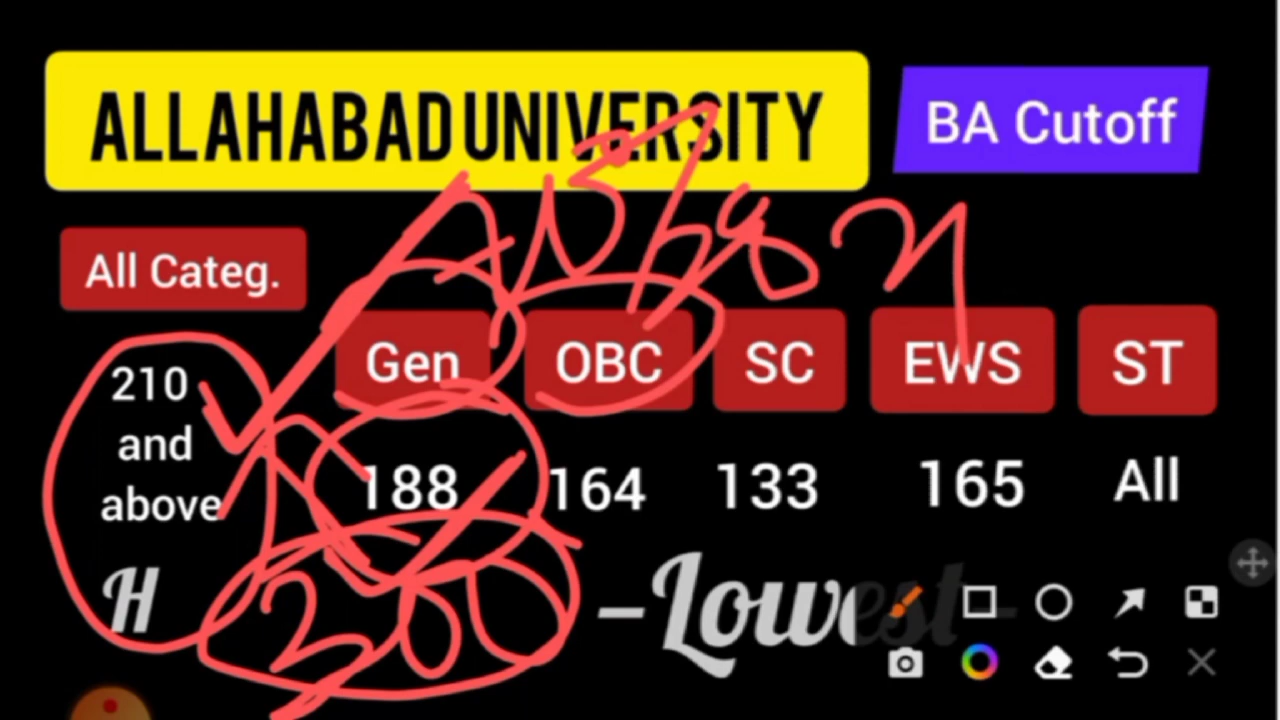 ALLAHABAD UNIVERSITY
BA Cutoff
All Categ.
Gen OBC SC EWS ST
210
and
above
188 164 133 165 All
H
–Lowest–
200